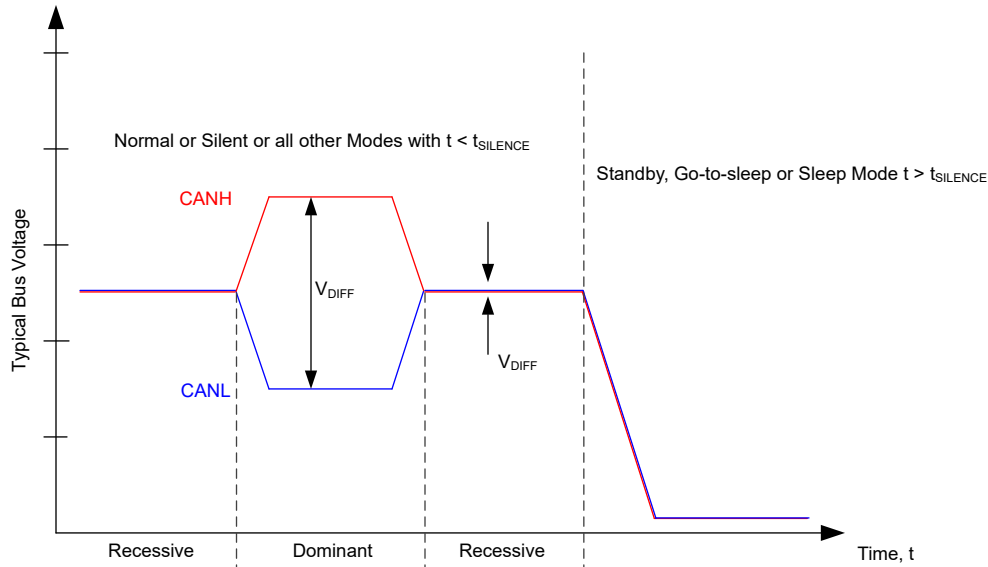 Normal or Silent or all other Modes with t < tSILENCE
Standby, Go-to-sleep or Sleep Mode t > tSILENCE
CANH
Typical Bus Voltage
VDIFF
VDIFF
CANL
Recessive
Dominant
Recessive
Time, t